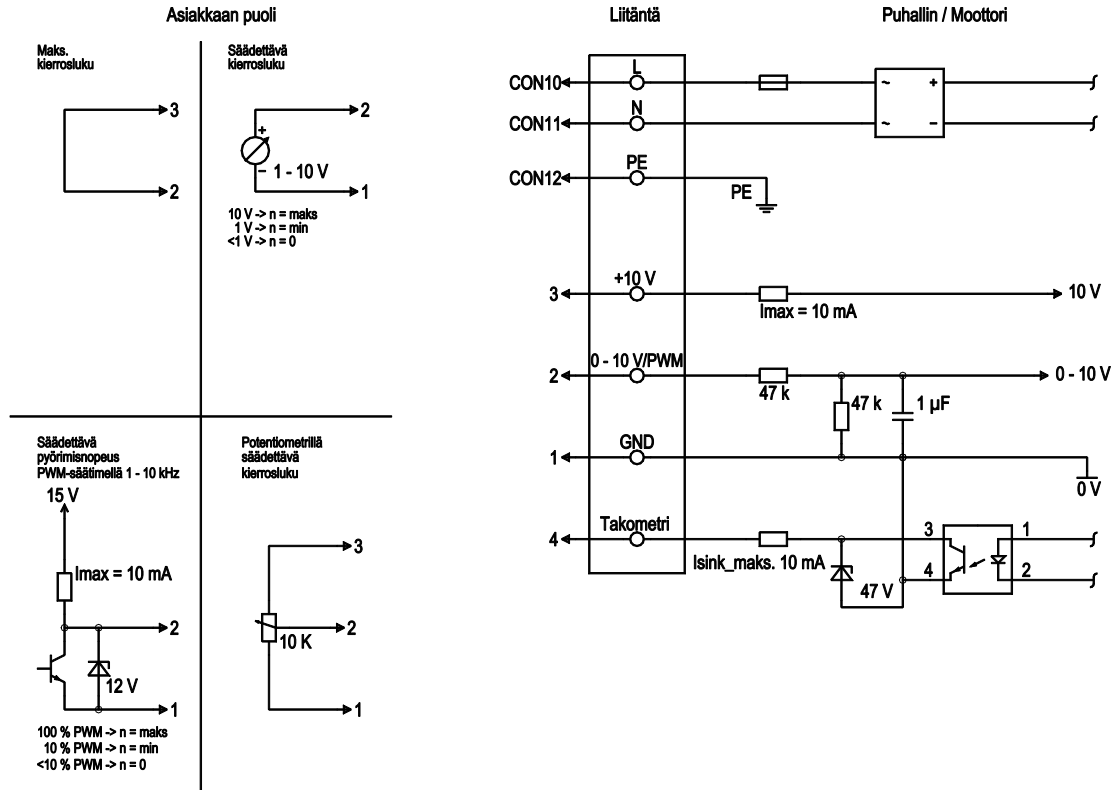 Asiakkaan puoli
Liitäntä
Puhallin / Moottori
Maks.
kierrosluku
3
2
Säädettävä
kierrosluku
2
+
– 1 - 10 V
1
10 V -> n = maks
1 V -> n = min
<1 V -> n = 0
Säädettävä
pyörimisnopeus
PWM-säätimellä 1 - 10 kHz
15 V
Imax = 10 mA
2
12 V
1
100 % PWM -> n = maks
10 % PWM -> n = min
<10 % PWM -> n = 0
Potentiometrillä
säädettävä
kierrosluku
3
2
10 K
1
CON10 L ~ +
CON11 N ~ –
CON12 PE
PE
3 +10 V 10 V
Imax = 10 mA
2 0 - 10 V/PWM 0 - 10 V
47 k
47 k 1 µF
1 GND
0 V
4 Takometri 3 1
Isink_maks. 10 mA 4 2
47 V